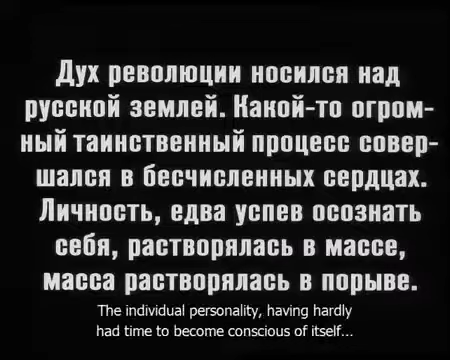 Дух революции носился над
русской землей. Какой-то огром-
ный таинственный процесс совер-
шался в бесчисленных сердцах.
Личность, едва успев осознать
себя, растворялась в массе,
масса растворялась в порыве.
The individual personality, having hardly
had time to become conscious of itself...